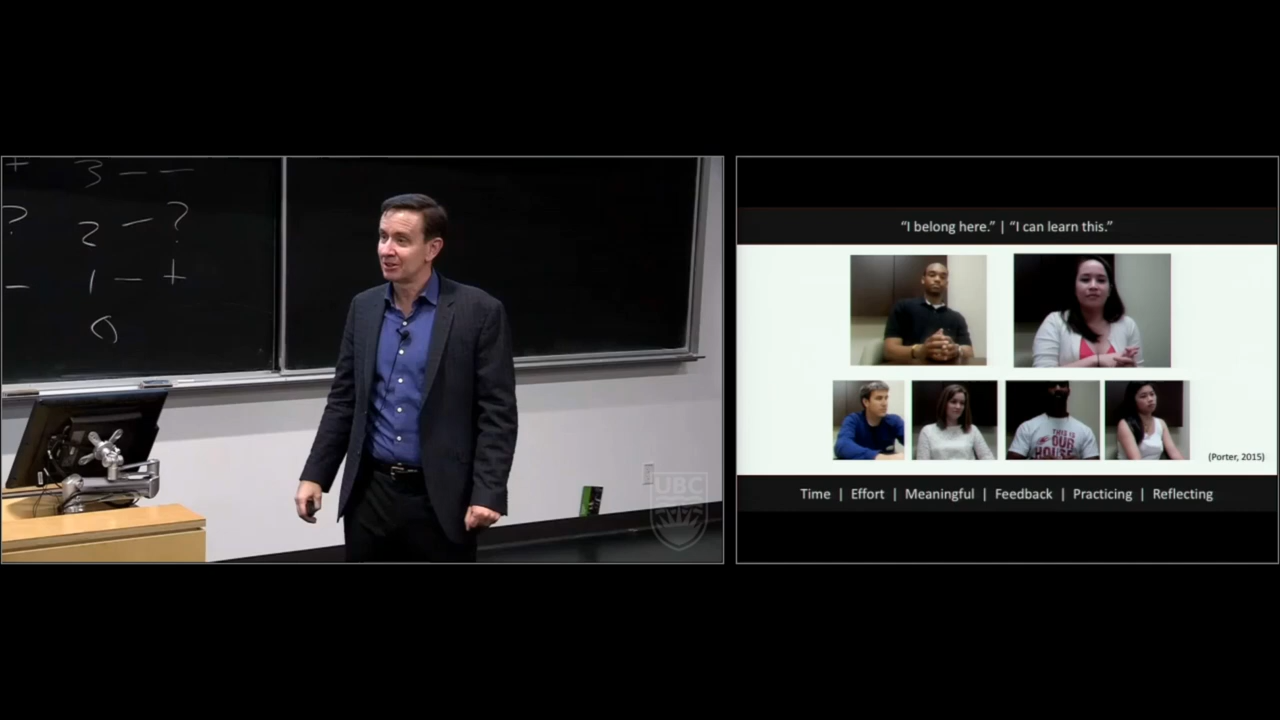 + 3 — —
? 2 — ?
— 1 — +
0
UBC
“I belong here.” | “I can learn this.”
THIS IS
OUR
HOUSE
(Porter, 2015)
Time | Effort | Meaningful | Feedback | Practicing | Reflecting